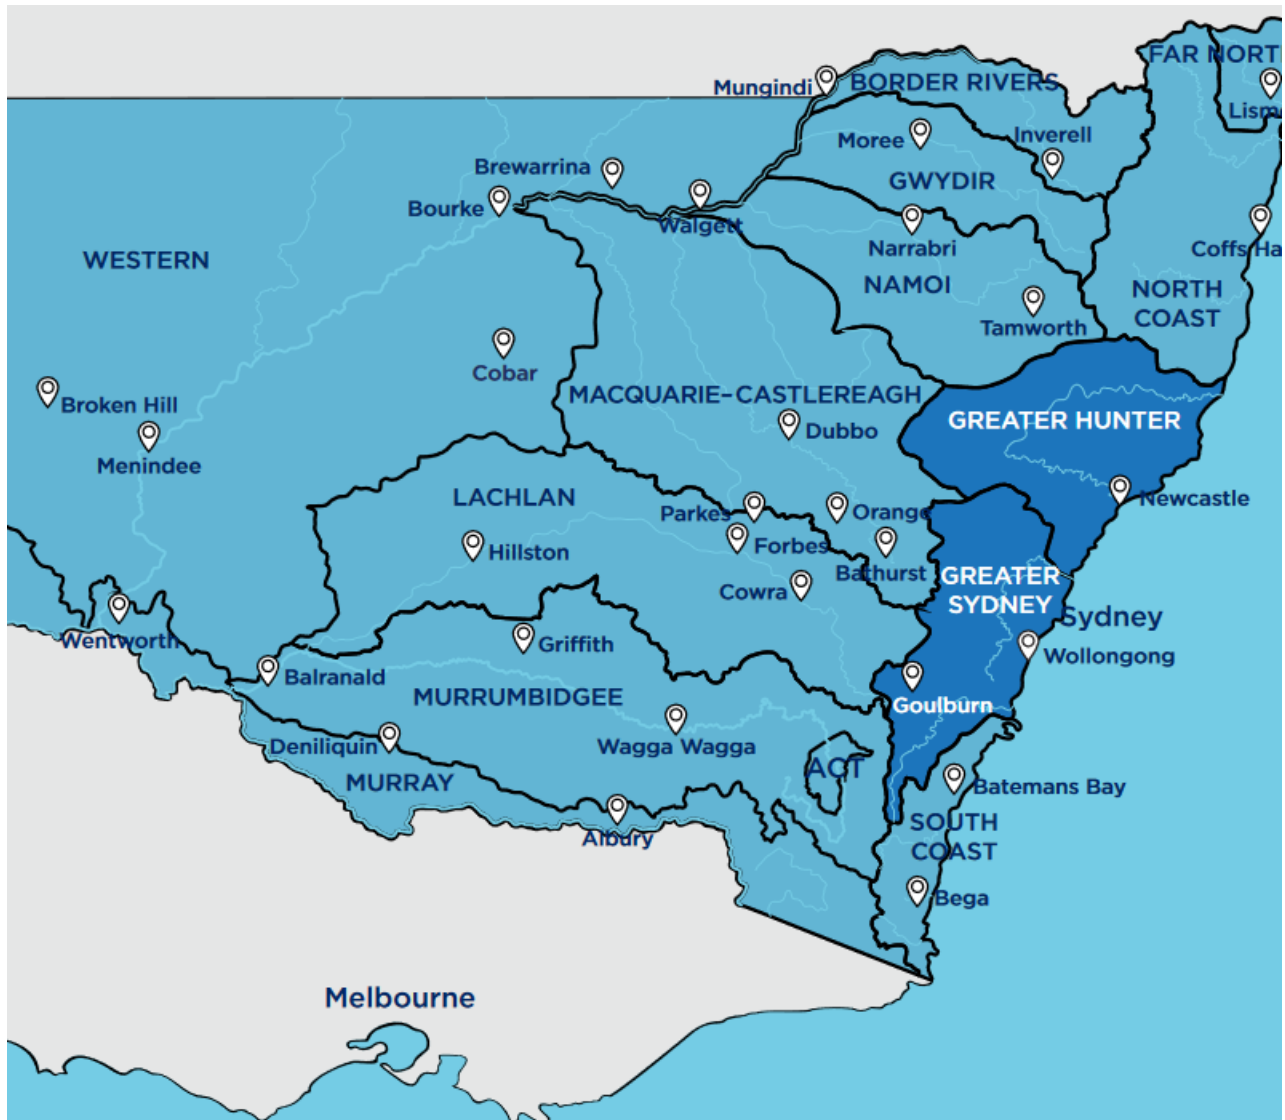 FAR NORTH
Mungindi
BORDER RIVERS
Moree
Inverell
Brewarrina
GWYDIR
Bourke
Walgett
Narrabri
Coffs Ha
WESTERN
NAMOI
NORTH
COAST
Tamworth
Cobar
MACQUARIE–CASTLEREAGH
Broken Hill
Dubbo
GREATER HUNTER
Menindee
LACHLAN
Parkes
Orange
Newcastle
Hillston
Forbes
Bathurst
GREATER
SYDNEY
Cowra
Sydney
Wentworth
Griffith
Wollongong
Balranald
MURRUMBIDGEE
Goulburn
Deniliquin
Wagga Wagga
ACT
MURRAY
Batemans Bay
Albury
SOUTH
COAST
Bega
Melbourne